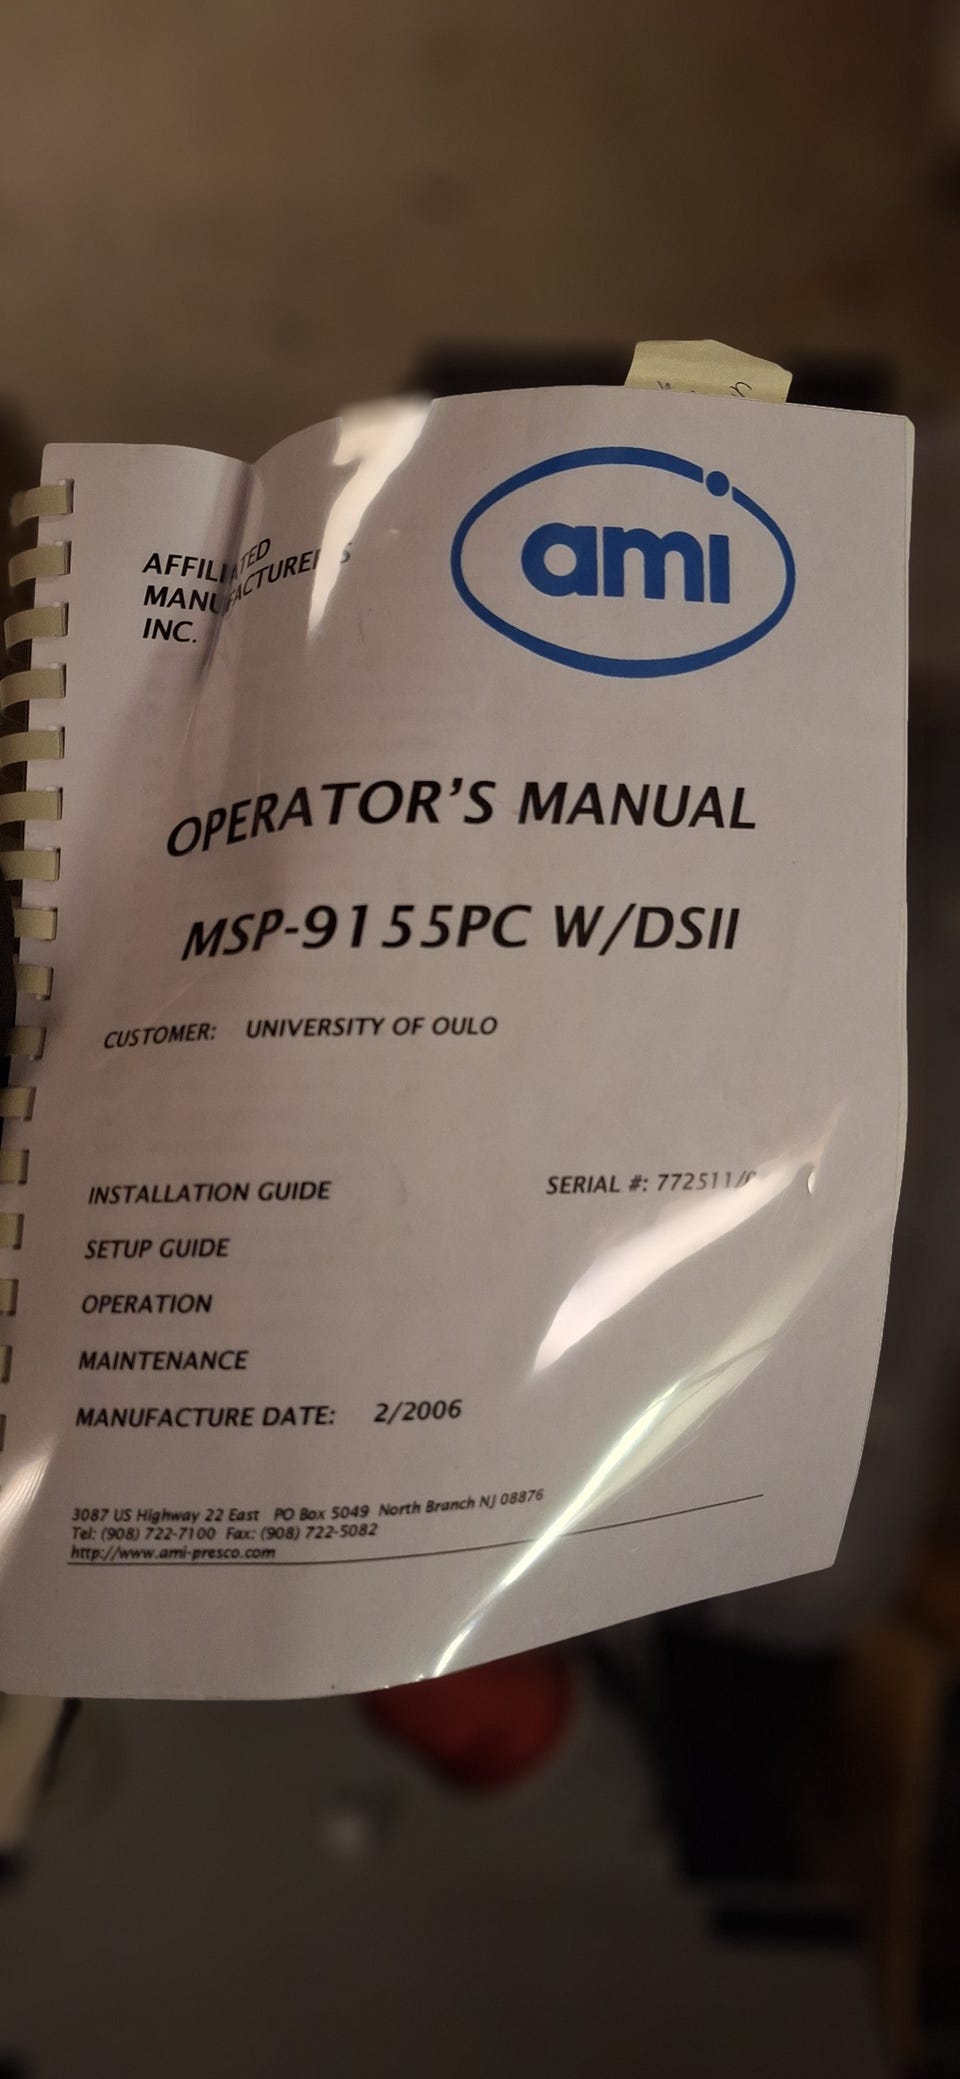 AFFILIATED
MANUFACTURER'S
INC.
ami
OPERATOR'S MANUAL
MSP-9155PC W/DSII
CUSTOMER: UNIVERSITY OF OULO
INSTALLATION GUIDE
SERIAL #:
SETUP GUIDE
OPERATION
MAINTENANCE
MANUFACTURE DATE: 2/2006
3087 US Highway 22 East PO Box 5049 North Branch NJ 08876
Tel: (908) 722-7100 Fax: (908) 722-5082
http://www.ami-presco.com